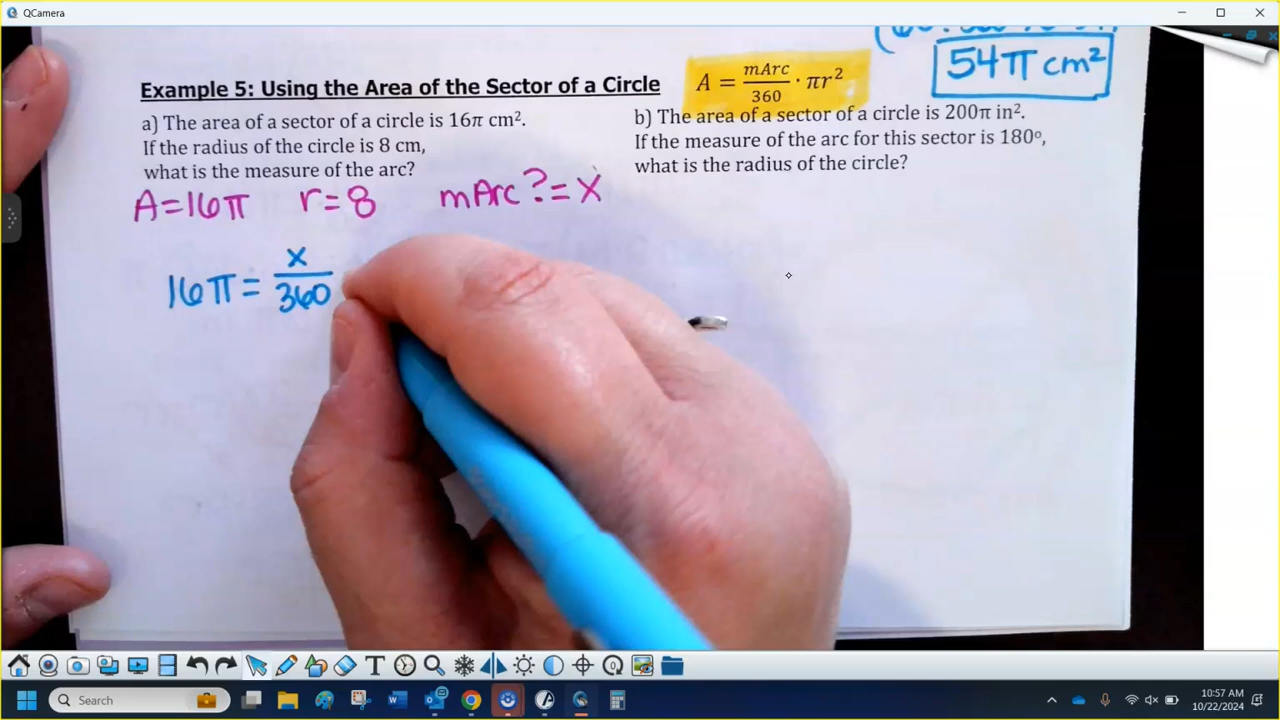 QCamera
54π cm²
Example 5: Using the Area of the Sector of a Circle
A = mArc/360 · πr²
a) The area of a sector of a circle is 16π cm².
If the radius of the circle is 8 cm,
what is the measure of the arc?
b) The area of a sector of a circle is 200π in².
If the measure of the arc for this sector is 180°,
what is the radius of the circle?
A=16π r=8 mArc?=X
16π = x/360
Search
10:57 AM
10/22/2024